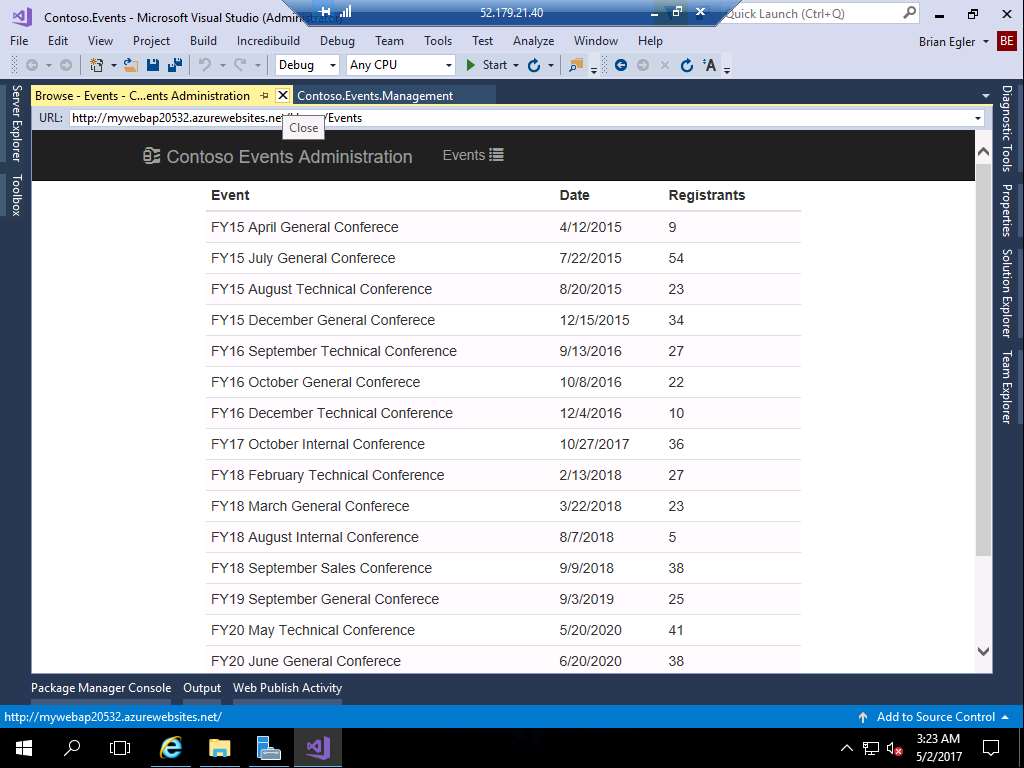 Contoso.Events - Microsoft Visual Studio (Admin
52.179.21.40
Quick Launch (Ctrl+Q)
File Edit View Project Build Incredibuild Debug Team Tools Test Analyze Window Help
Brian Egler BE
Debug Any CPU Start
Browse - Events - C...ents Administration Contoso.Events.Management
URL: http://mywebap20532.azurewebsites.net/ /Events
Close
Server Explorer
Toolbox
Diagnostic Tools
Properties
Solution Explorer
Team Explorer
Contoso Events Administration Events
Event Date Registrants
FY15 April General Conferece 4/12/2015 9
FY15 July General Conferece 7/22/2015 54
FY15 August Technical Conference 8/20/2015 23
FY15 December General Conferece 12/15/2015 34
FY16 September Technical Conference 9/13/2016 27
FY16 October General Conferece 10/8/2016 22
FY16 December Technical Conference 12/4/2016 10
FY17 October Internal Conference 10/27/2017 36
FY18 February Technical Conference 2/13/2018 27
FY18 March General Conferece 3/22/2018 23
FY18 August Internal Conference 8/7/2018 5
FY18 September Sales Conference 9/9/2018 38
FY19 September General Conferece 9/3/2019 25
FY20 May Technical Conference 5/20/2020 41
FY20 June General Conferece 6/20/2020 38
Package Manager Console Output Web Publish Activity
http://mywebap20532.azurewebsites.net/
Add to Source Control
3:23 AM
5/2/2017